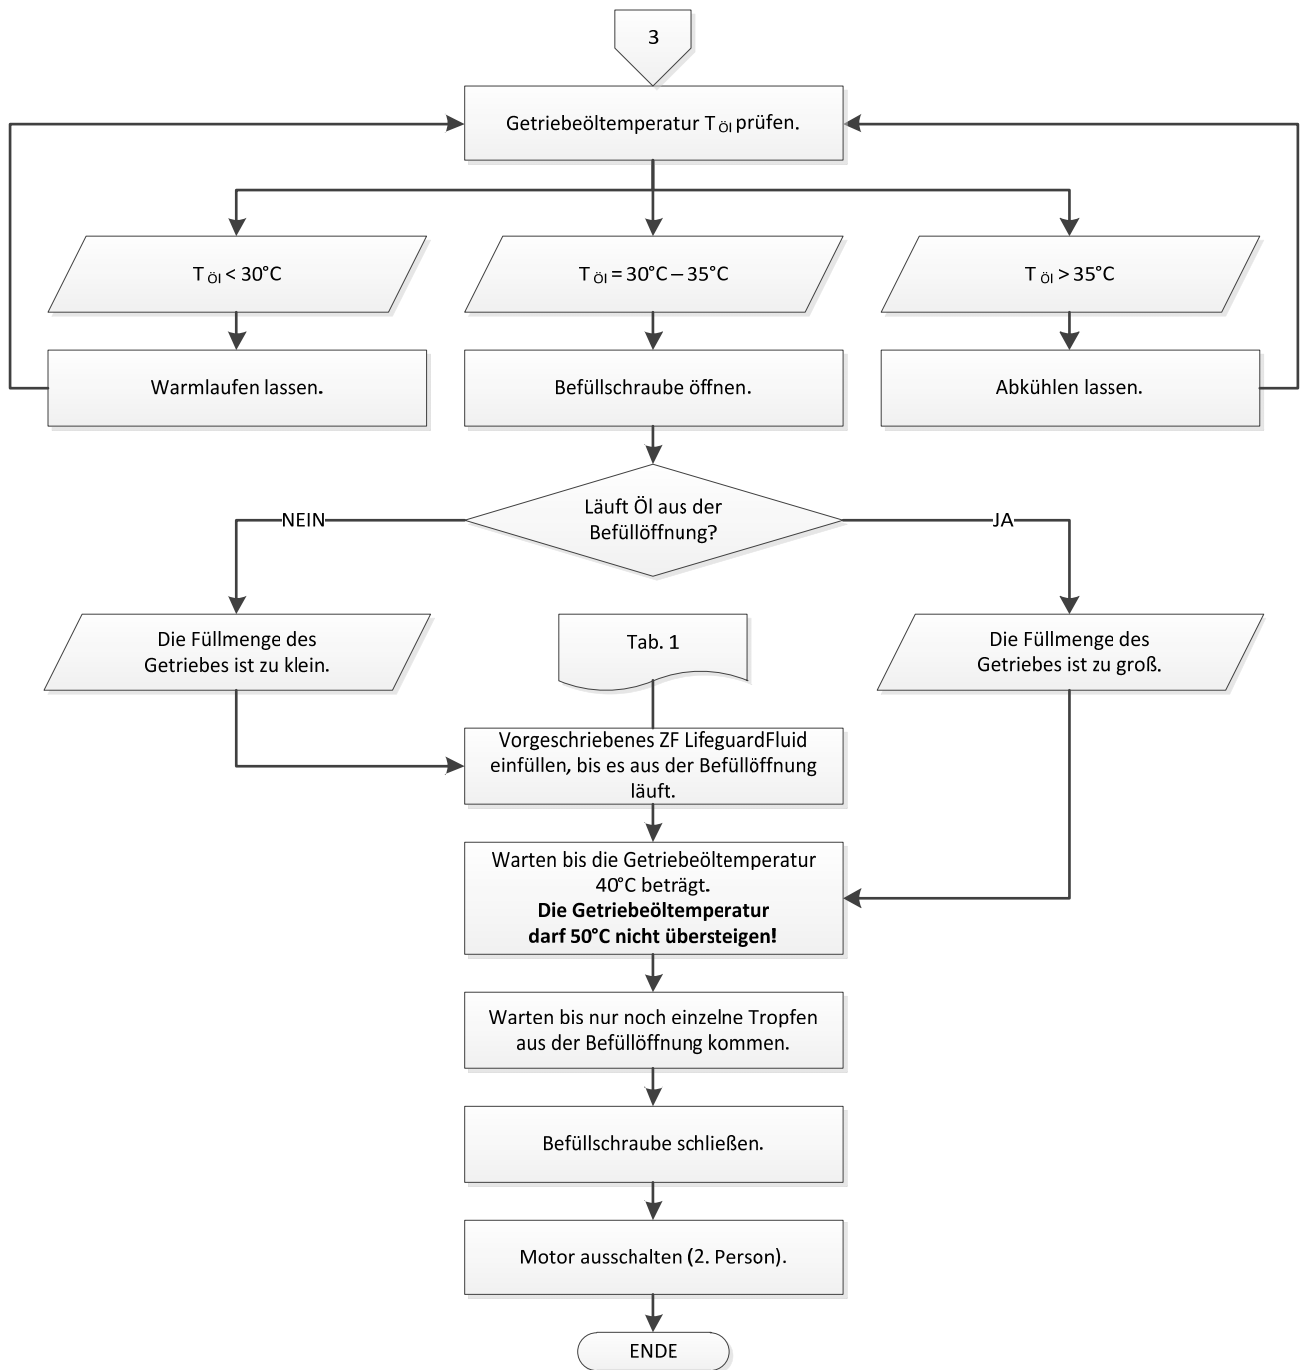 3
Getriebeöltemperatur T Öl prüfen.
T Öl < 30°C
T Öl = 30°C – 35°C
T Öl > 35°C
Warmlaufen lassen.
Befüllschraube öffnen.
Abkühlen lassen.
Läuft Öl aus der
Befüllöffnung?
NEIN
JA
Die Füllmenge des
Getriebes ist zu klein.
Tab. 1
Die Füllmenge des
Getriebes ist zu groß.
Vorgeschriebenes ZF LifeguardFluid
einfüllen, bis es aus der Befüllöffnung
läuft.
Warten bis die Getriebeöltemperatur
40°C beträgt.
Die Getriebeöltemperatur
darf 50°C nicht übersteigen!
Warten bis nur noch einzelne Tropfen
aus der Befüllöffnung kommen.
Befüllschraube schließen.
Motor ausschalten (2. Person).
ENDE